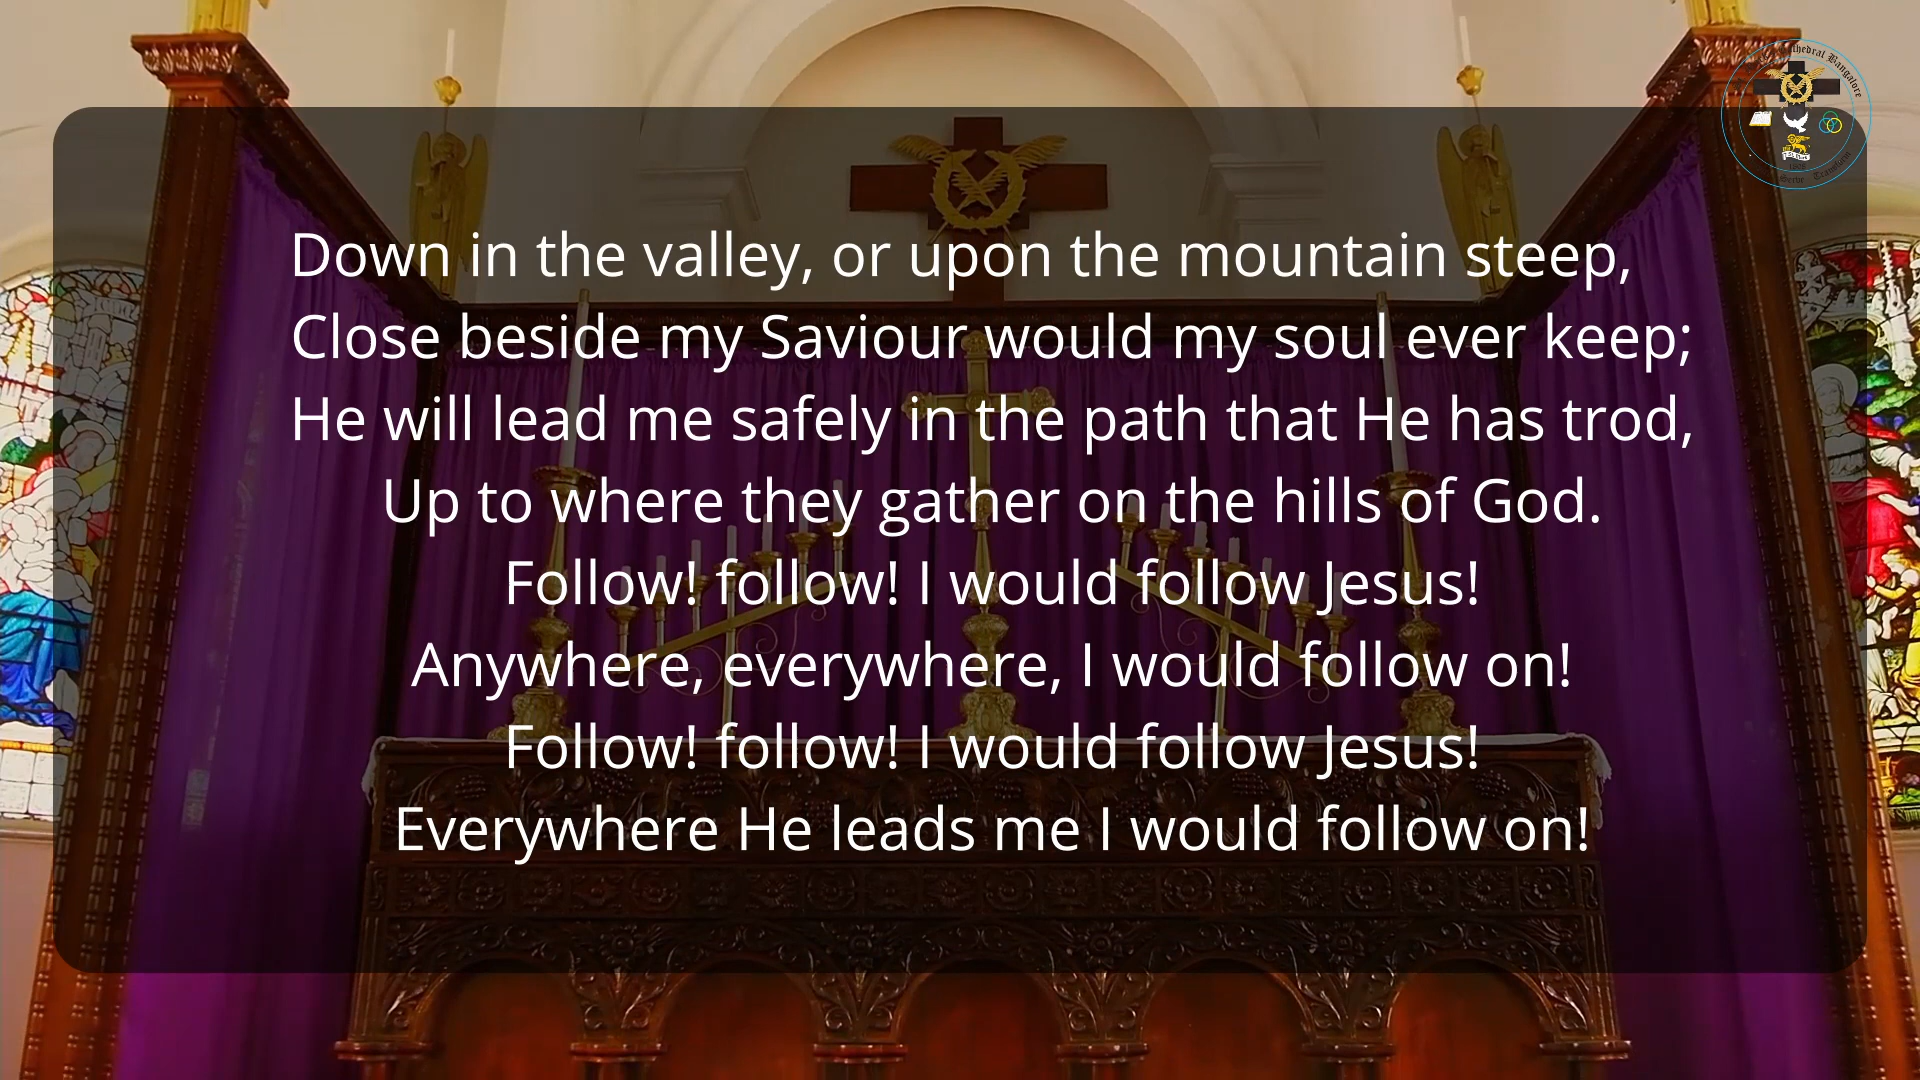 Cathedral Bangalore
Down in the valley, or upon the mountain steep,
Close beside my Saviour would my soul ever keep;
He will lead me safely in the path that He has trod,
Up to where they gather on the hills of God.
Follow! follow! I would follow Jesus!
Anywhere, everywhere, I would follow on!
Follow! follow! I would follow Jesus!
Everywhere He leads me I would follow on!